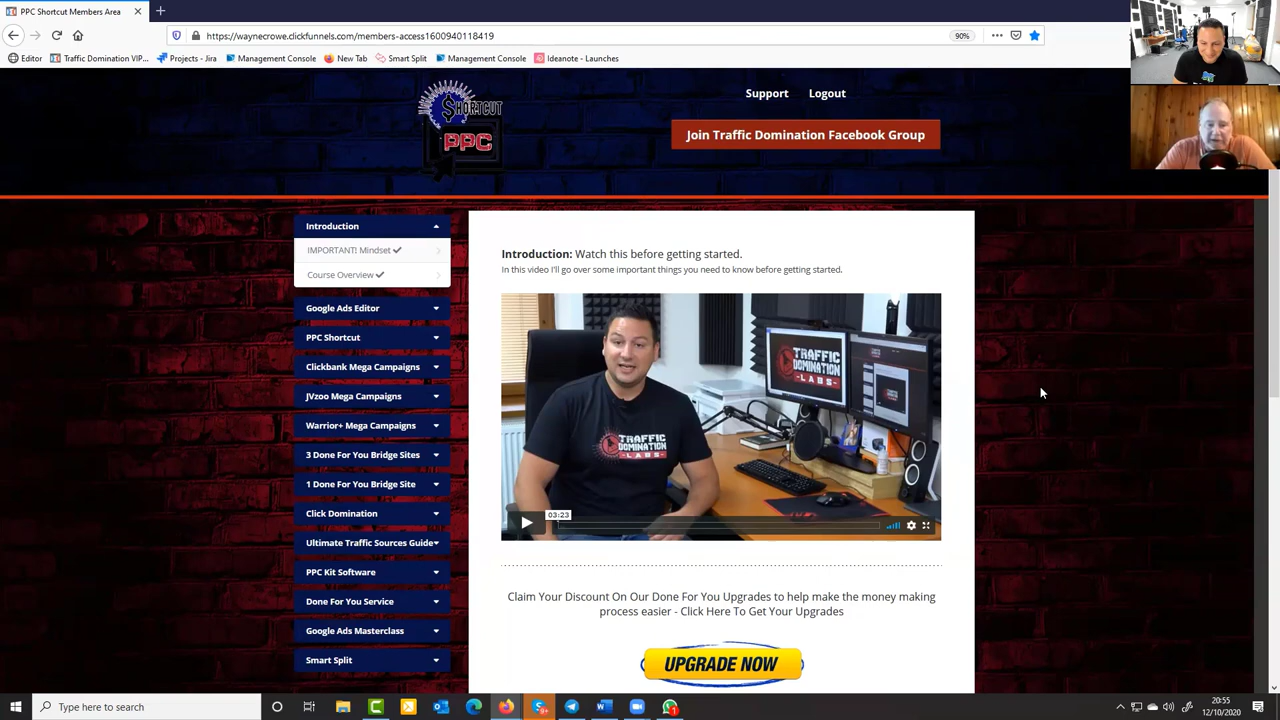 PPC Shortcut Members Area
https://waynecrowe.clickfunnels.com/members-access1600940118419
90%
Editor
Traffic Domination VIP...
Projects - Jira
Management Console
New Tab
Smart Split
Management Console
Ideanote - Launches
$HORTCUT
PPC
Support
Logout
Join Traffic Domination Facebook Group
Introduction
IMPORTANT! Mindset
Course Overview
Google Ads Editor
PPC Shortcut
Clickbank Mega Campaigns
JVzoo Mega Campaigns
Warrior+ Mega Campaigns
3 Done For You Bridge Sites
1 Done For You Bridge Site
Click Domination
Ultimate Traffic Sources Guide
PPC Kit Software
Done For You Service
Google Ads Masterclass
Smart Split
Introduction: Watch this before getting started.
In this video I'll go over some important things you need to know before getting started.
TRAFFIC
DOMINATION
-LABS-
TRAFFIC
DOMINATION
-LABS-
03:23
Claim Your Discount On Our Done For You Upgrades to help make the money making
process easier - Click Here To Get Your Upgrades
UPGRADE NOW
Type here to search
9+
1
20:55
12/10/2020